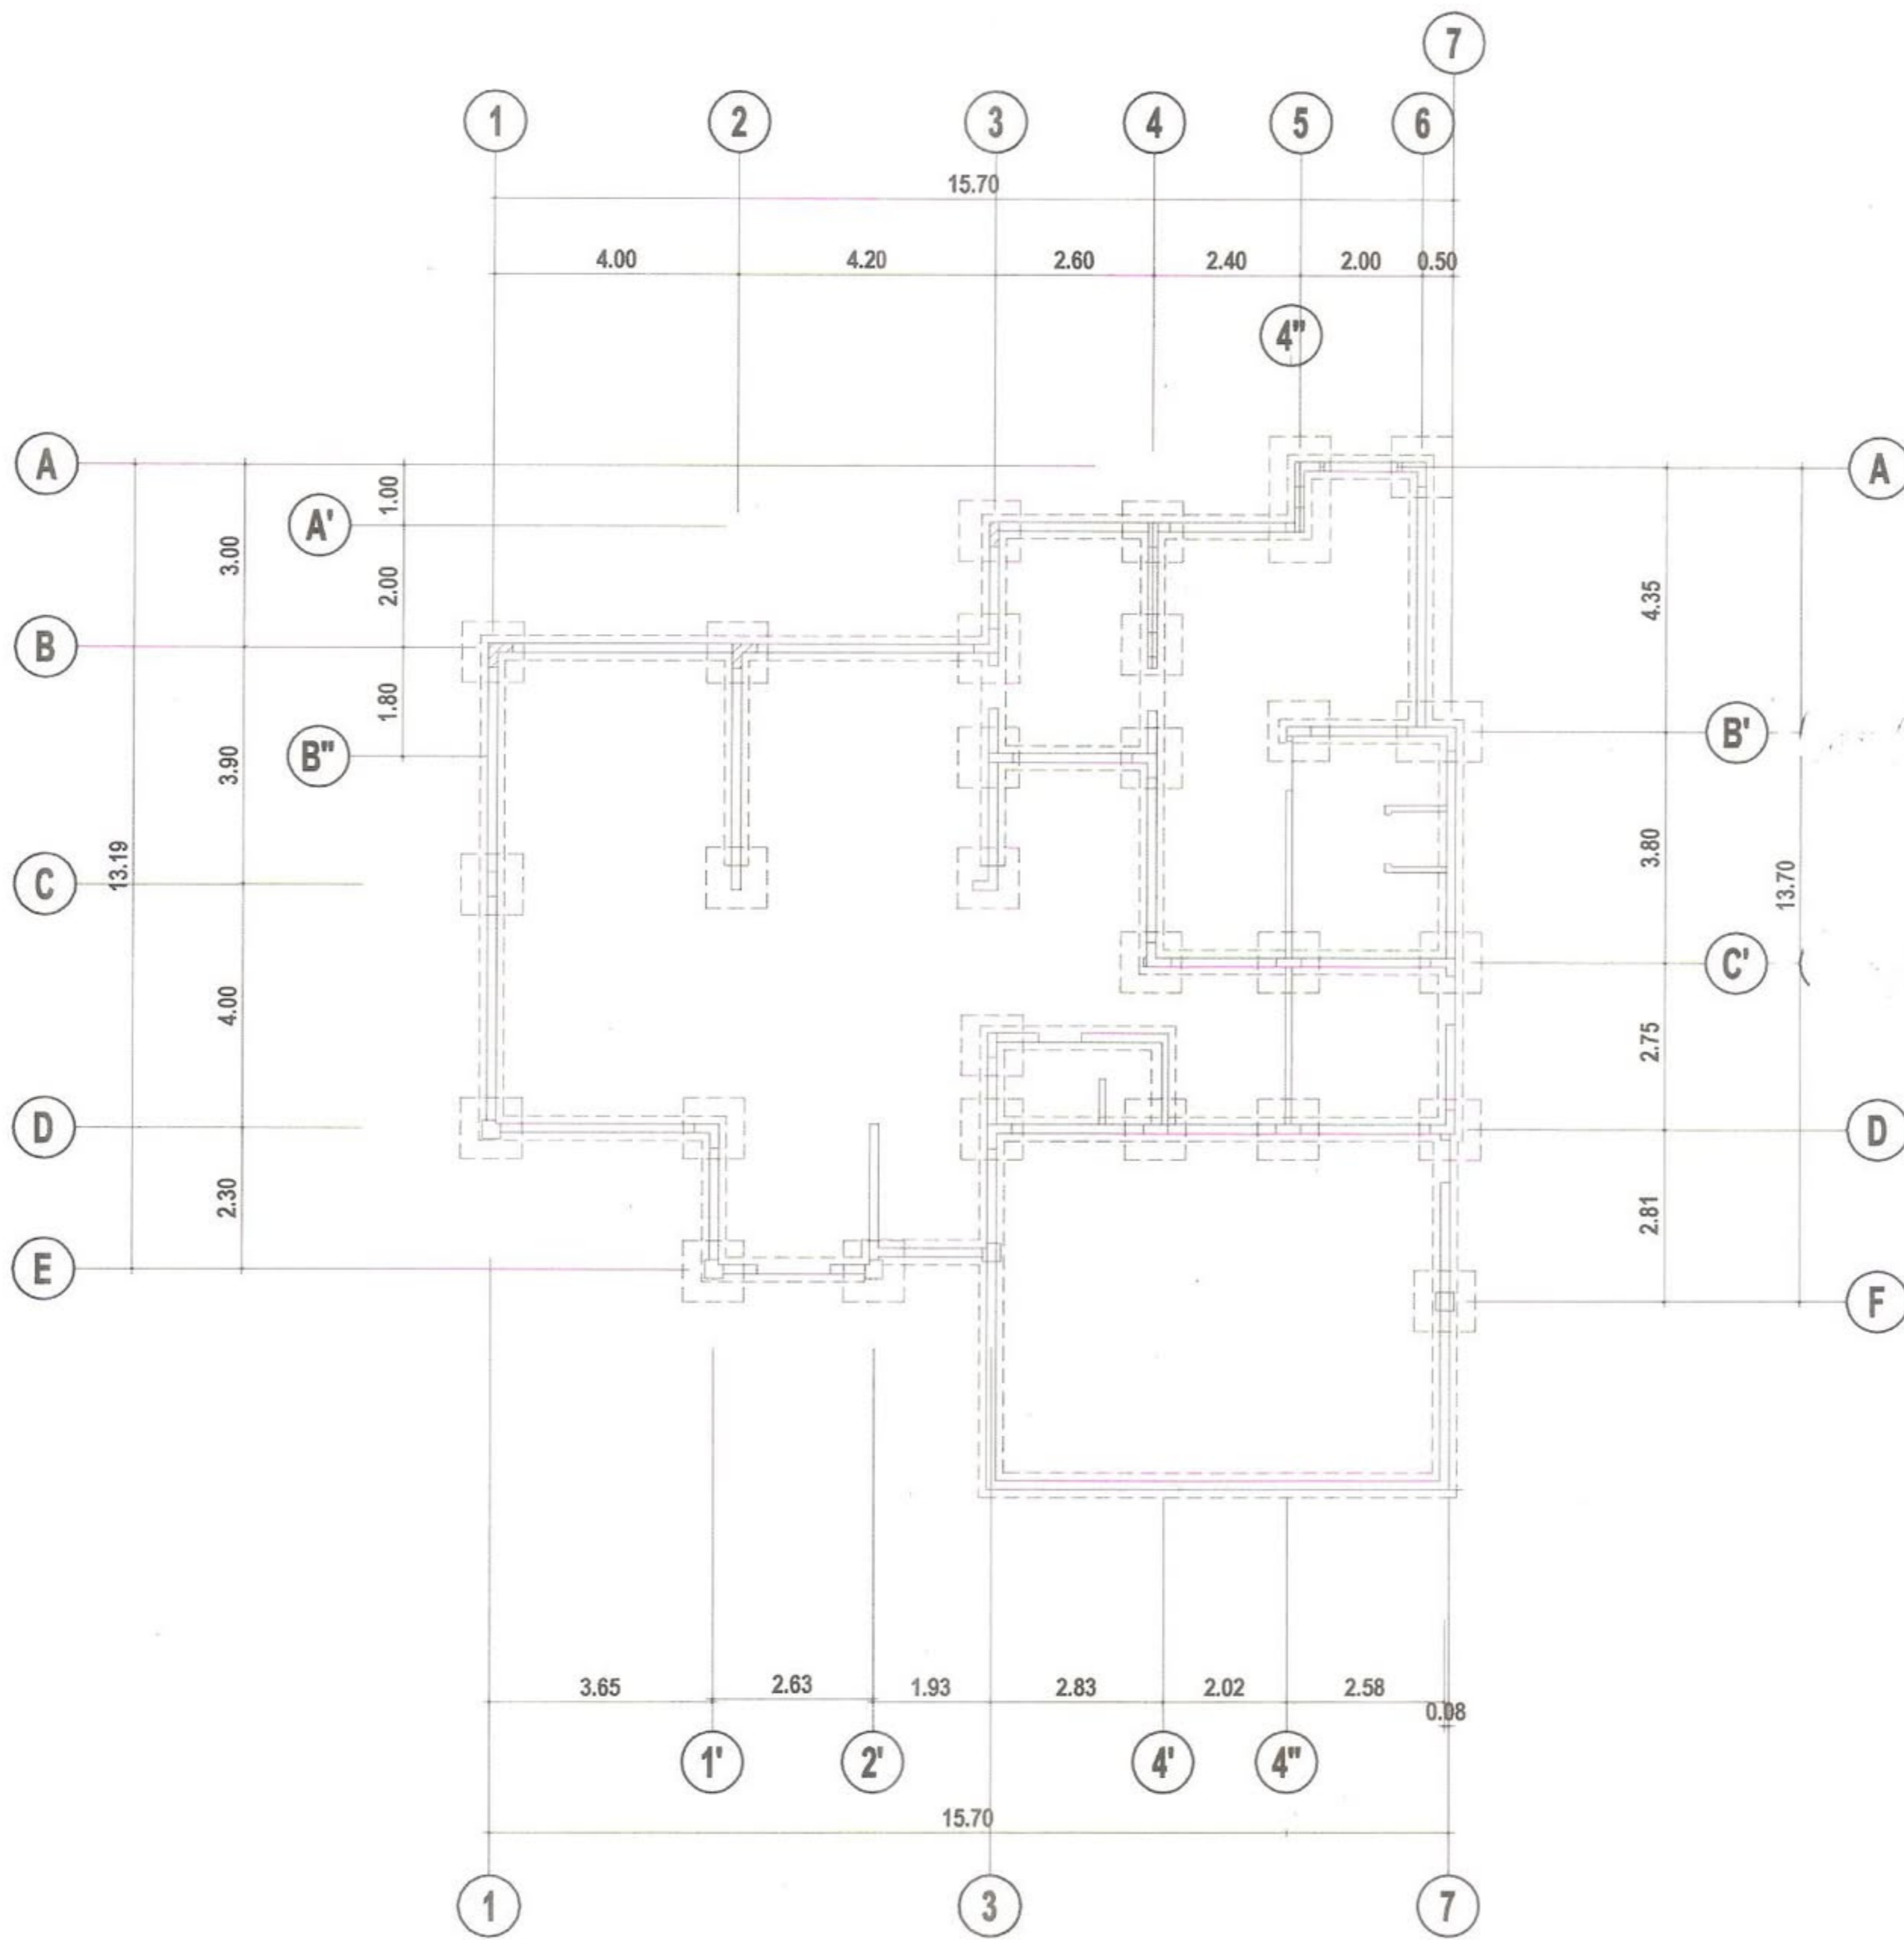 7
1 2 3 4 5 6
15.70
4.00 4.20 2.60 2.40 2.00 0.50
4"
A A
1.00
A'
3.00
2.00
4.35
B
1.80
B' 
B"
3.90
13.19
3.80
13.70
C
C'
4.00
2.75
D D
2.30
2.81
E
F
3.65 2.63 1.93 2.83 2.02 2.58
0.08
1' 2' 4' 4"
15.70
1 3 7